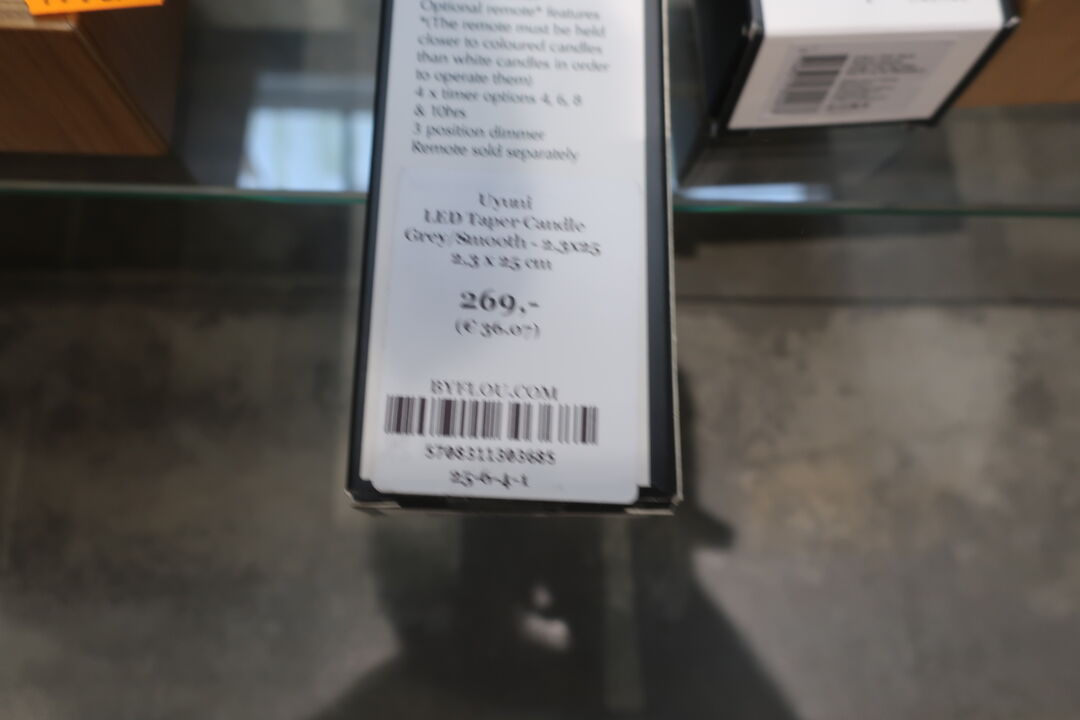 Optional remote* features
*(The remote must be held
closer to coloured candles
than white candles in order
to operate them)
4 x timer options 4, 6, 8
& 10hrs
3 position dimmer
Remote sold separately
Uyuni
LED Taper Candle
Grey/Smooth - 2,3x25
2,3 x 25 cm
269,-
(€ 36.07)
BYFLOU.COM
5708311303685
25-6-4-1